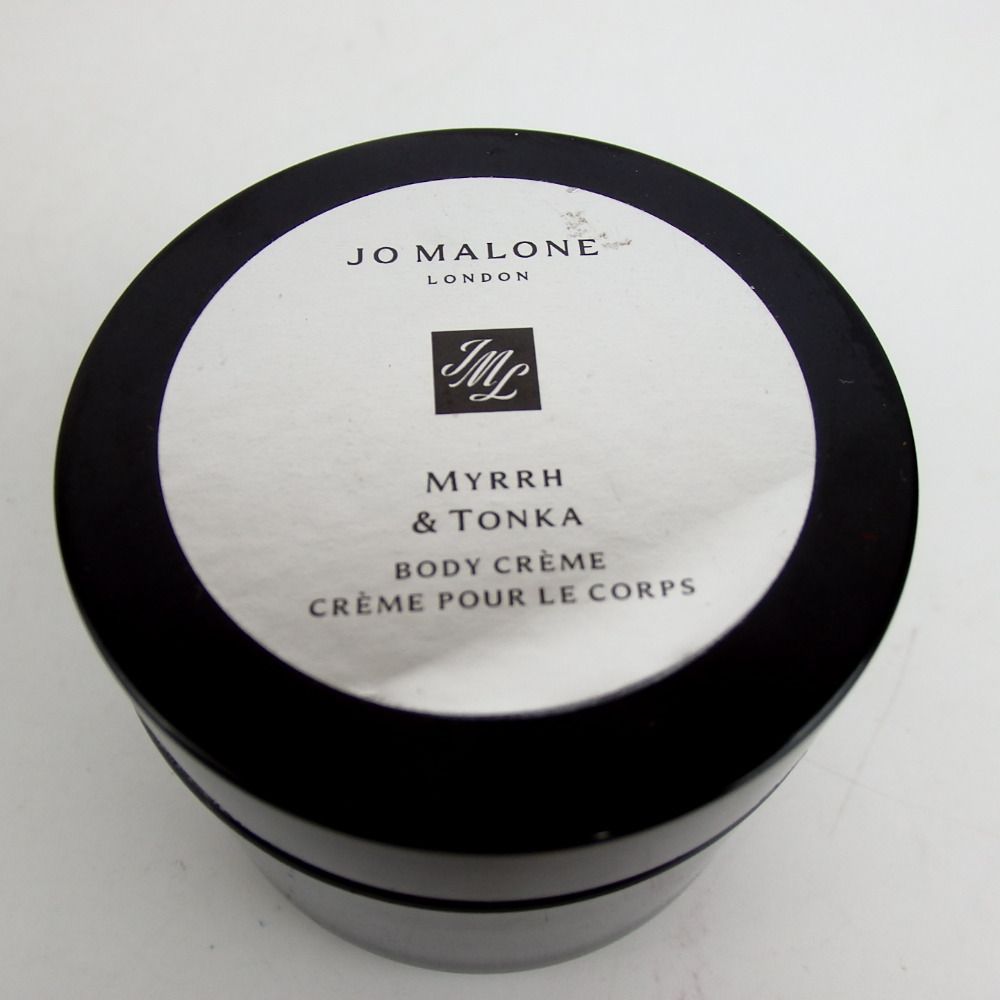 JO MALONE
LONDON
JML
MYRRH
& TONKA
BODY CRÈME
CRÈME POUR LE CORPS